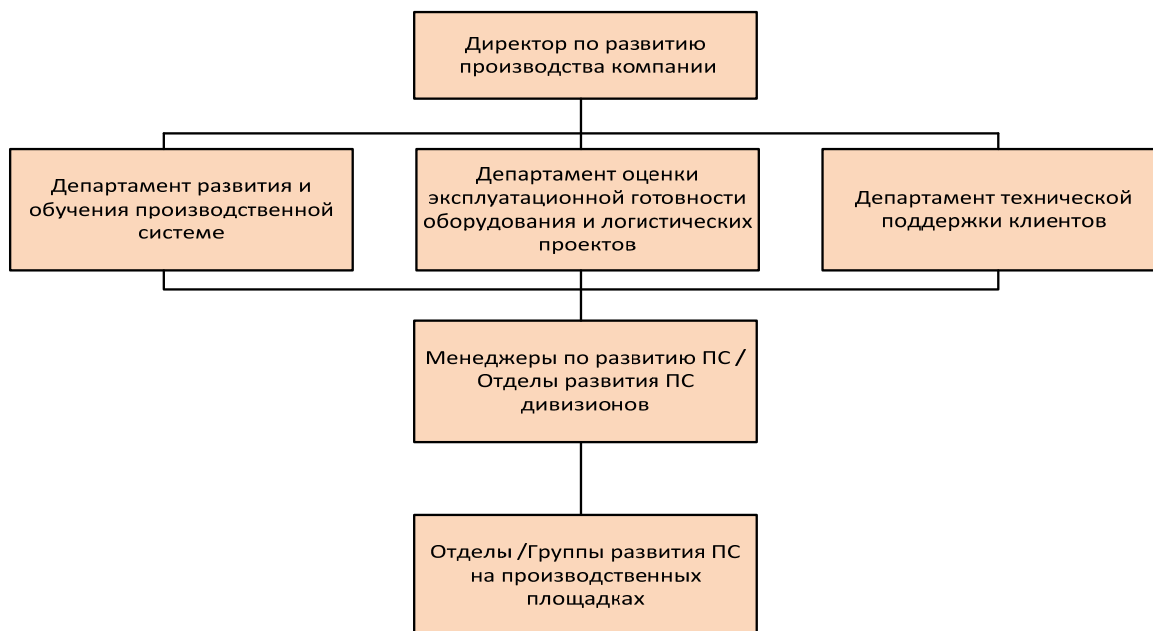 Директор по развитию
производства компании
Департамент развития и
обучения производственной
системе
Департамент оценки
эксплуатационной готовности
оборудования и логистических
проектов
Департамент технической
поддержки клиентов
Менеджеры по развитию ПС /
Отделы развития ПС
дивизионов
Отделы /Группы развития ПС
на производственных
площадках